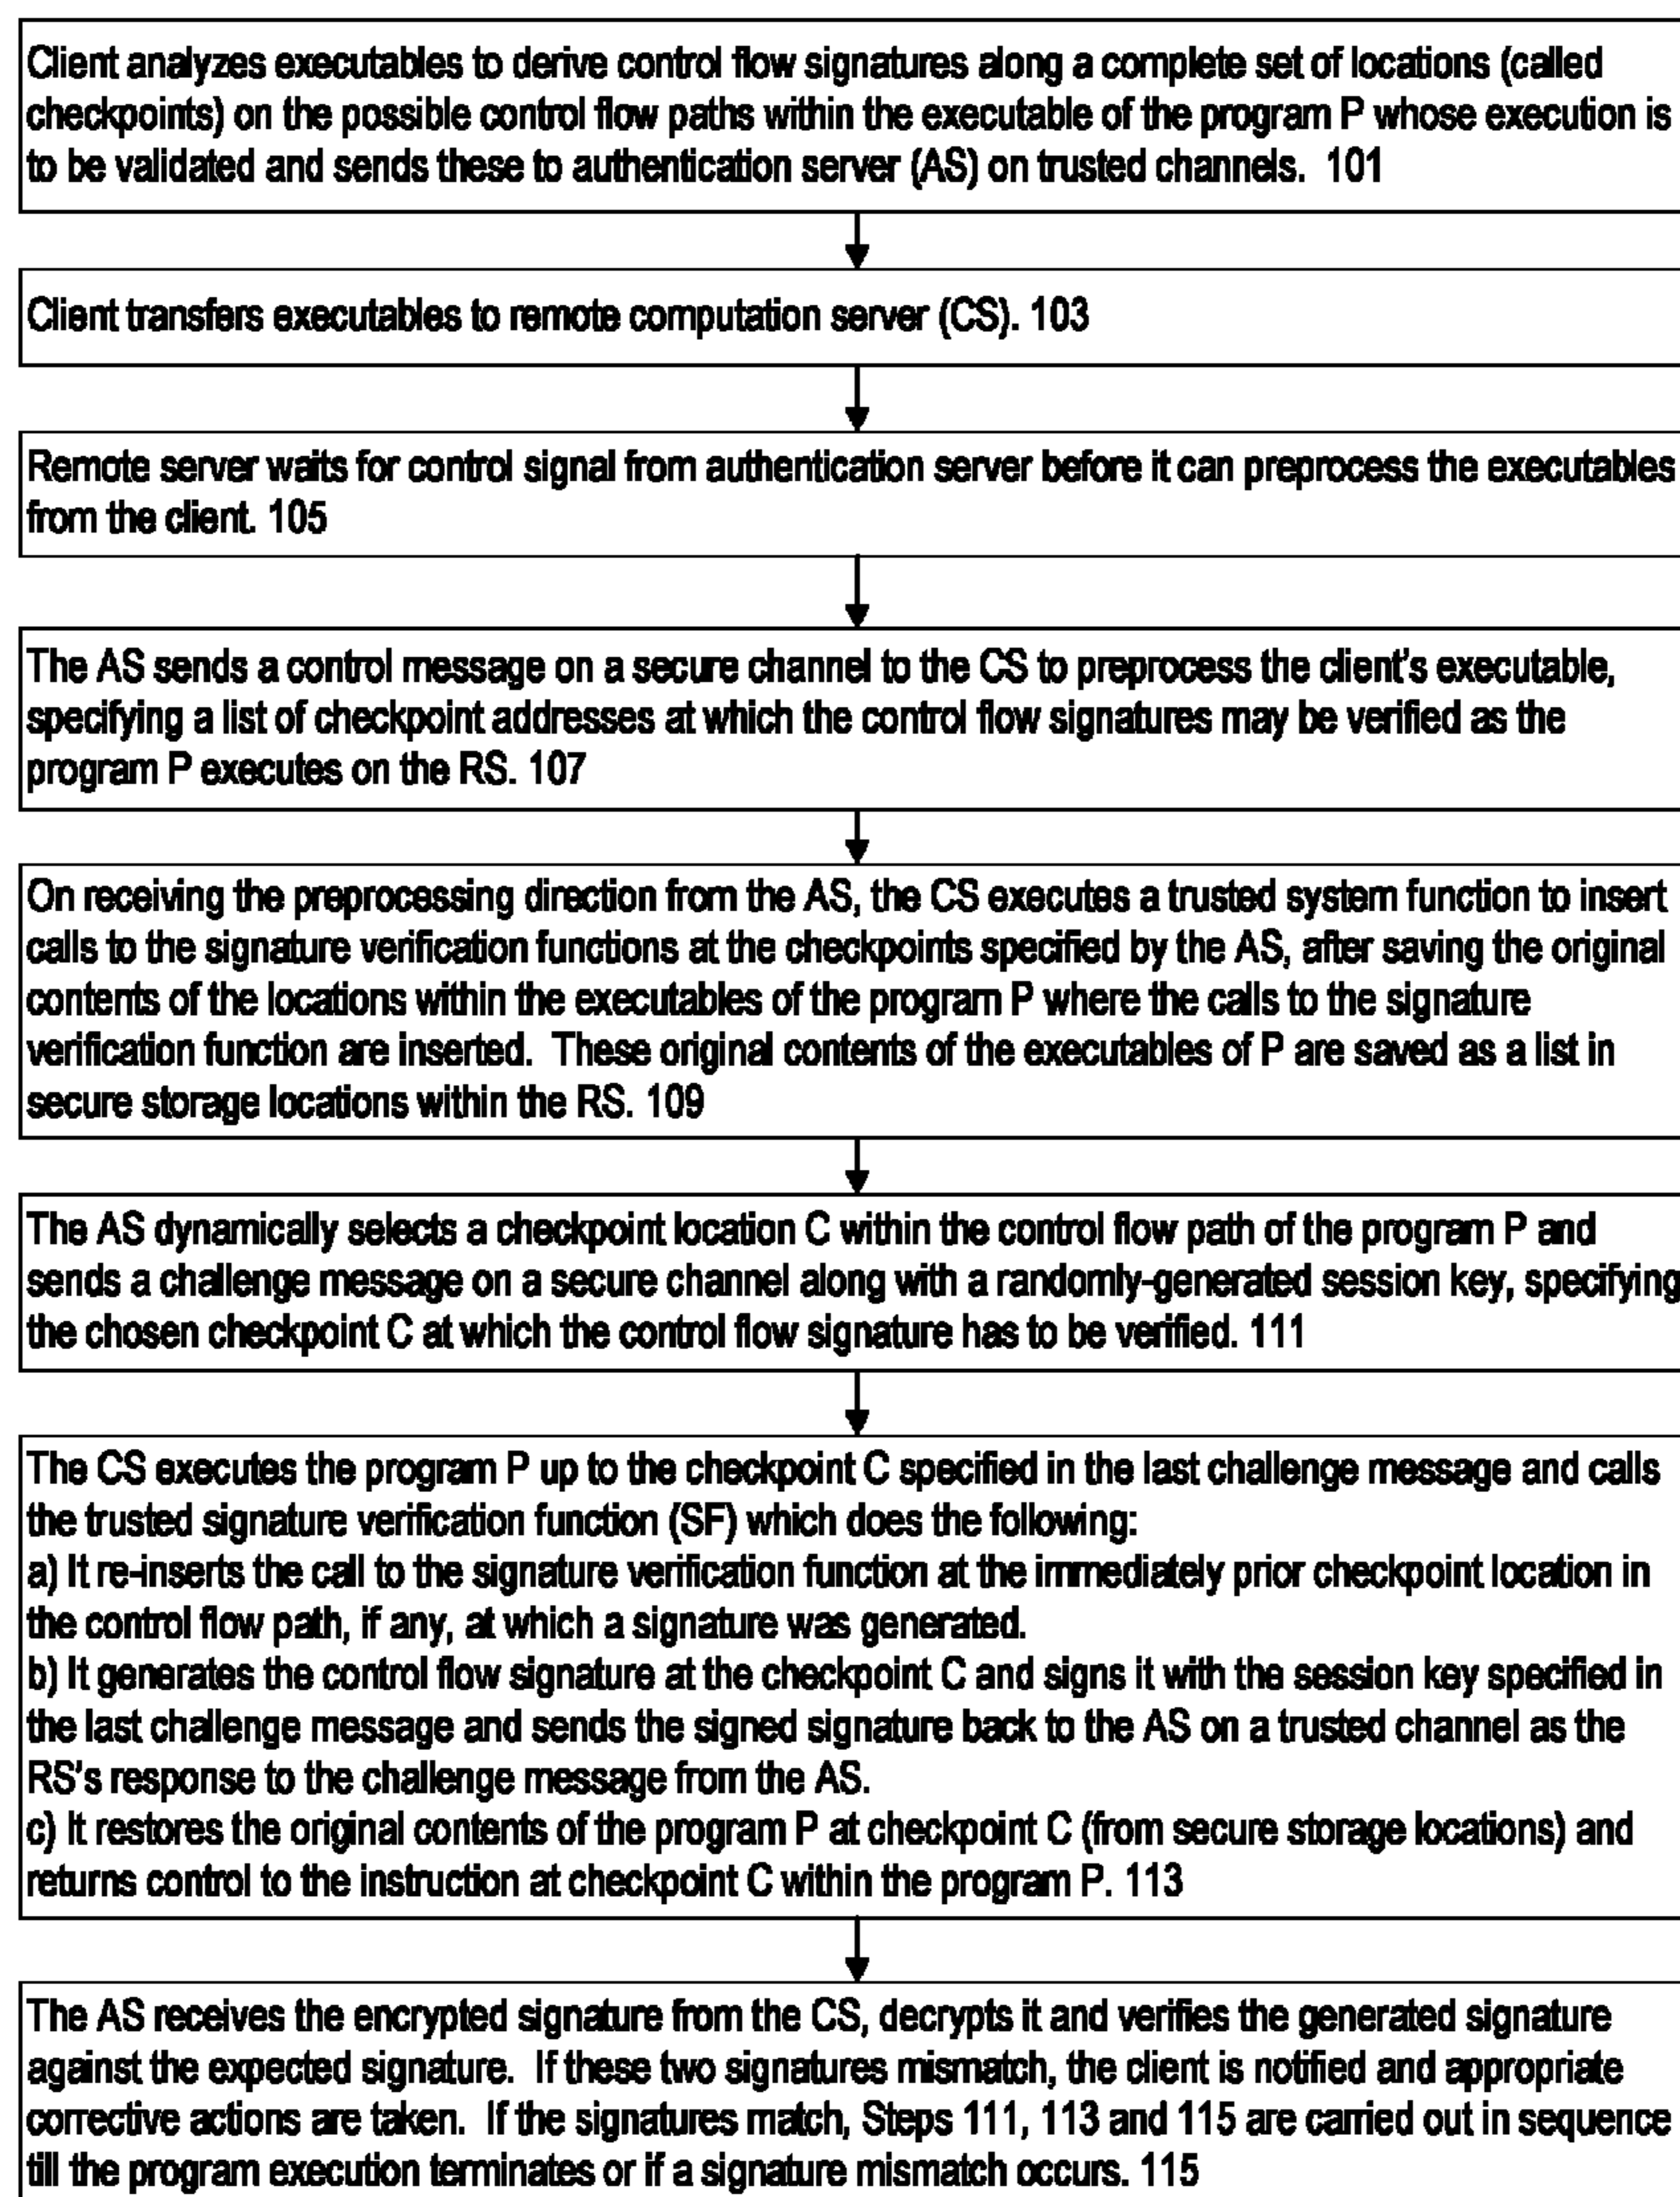 Client analyzes executables to derive control flow signatures along a complete set of locations (called
checkpoints) on the possible control flow paths within the executable of the program P whose execution is
to be validated and sends these to authentication server (AS) on trusted channels. 101
Client transfers executables to remote computation server (CS). 103
Remote server waits for control signal from authentication server before it can preprocess the executables
from the client. 105
The AS sends a control message on a secure channel to the CS to preprocess the client's executable,
specifying a list of checkpoint addresses at which the control flow signatures may be verified as the
program P executes on the RS. 107
On receiving the preprocessing direction from the AS, the CS executes a trusted system function to insert
calls to the signature verification functions at the checkpoints specified by the AS, after saving the original
contents of the locations within the executables of the program P where the calls to the signature
verification function are inserted. These original contents of the executables of P are saved as a list in
secure storage locations within the RS. 109
The AS dynamically selects a checkpoint location C within the control flow path of the program P and
sends a challenge message on a secure channel along with a randomly-generated session key, specifying
the chosen checkpoint C at which the control flow signature has to be verified. 111
The CS executes the program P up to the checkpoint C specified in the last challenge message and calls
the trusted signature verification function (SF) which does the following:
a) It re-inserts the call to the signature verification function at the immediately prior checkpoint location in
the control flow path, if any, at which a signature was generated.
b) It generates the control flow signature at the checkpoint C and signs it with the session key specified in
the last challenge message and sends the signed signature back to the AS on a trusted channel as the
RS's response to the challenge message from the AS.
c) It restores the original contents of the program P at checkpoint C (from secure storage locations) and
returns control to the instruction at checkpoint C within the program P. 113
The AS receives the encrypted signature from the CS, decrypts it and verifies the generated signature
against the expected signature. If these two signatures mismatch, the client is notified and appropriate
corrective actions are taken. If the signatures match, Steps 111, 113 and 115 are carried out in sequence
till the program execution terminates or if a signature mismatch occurs. 115